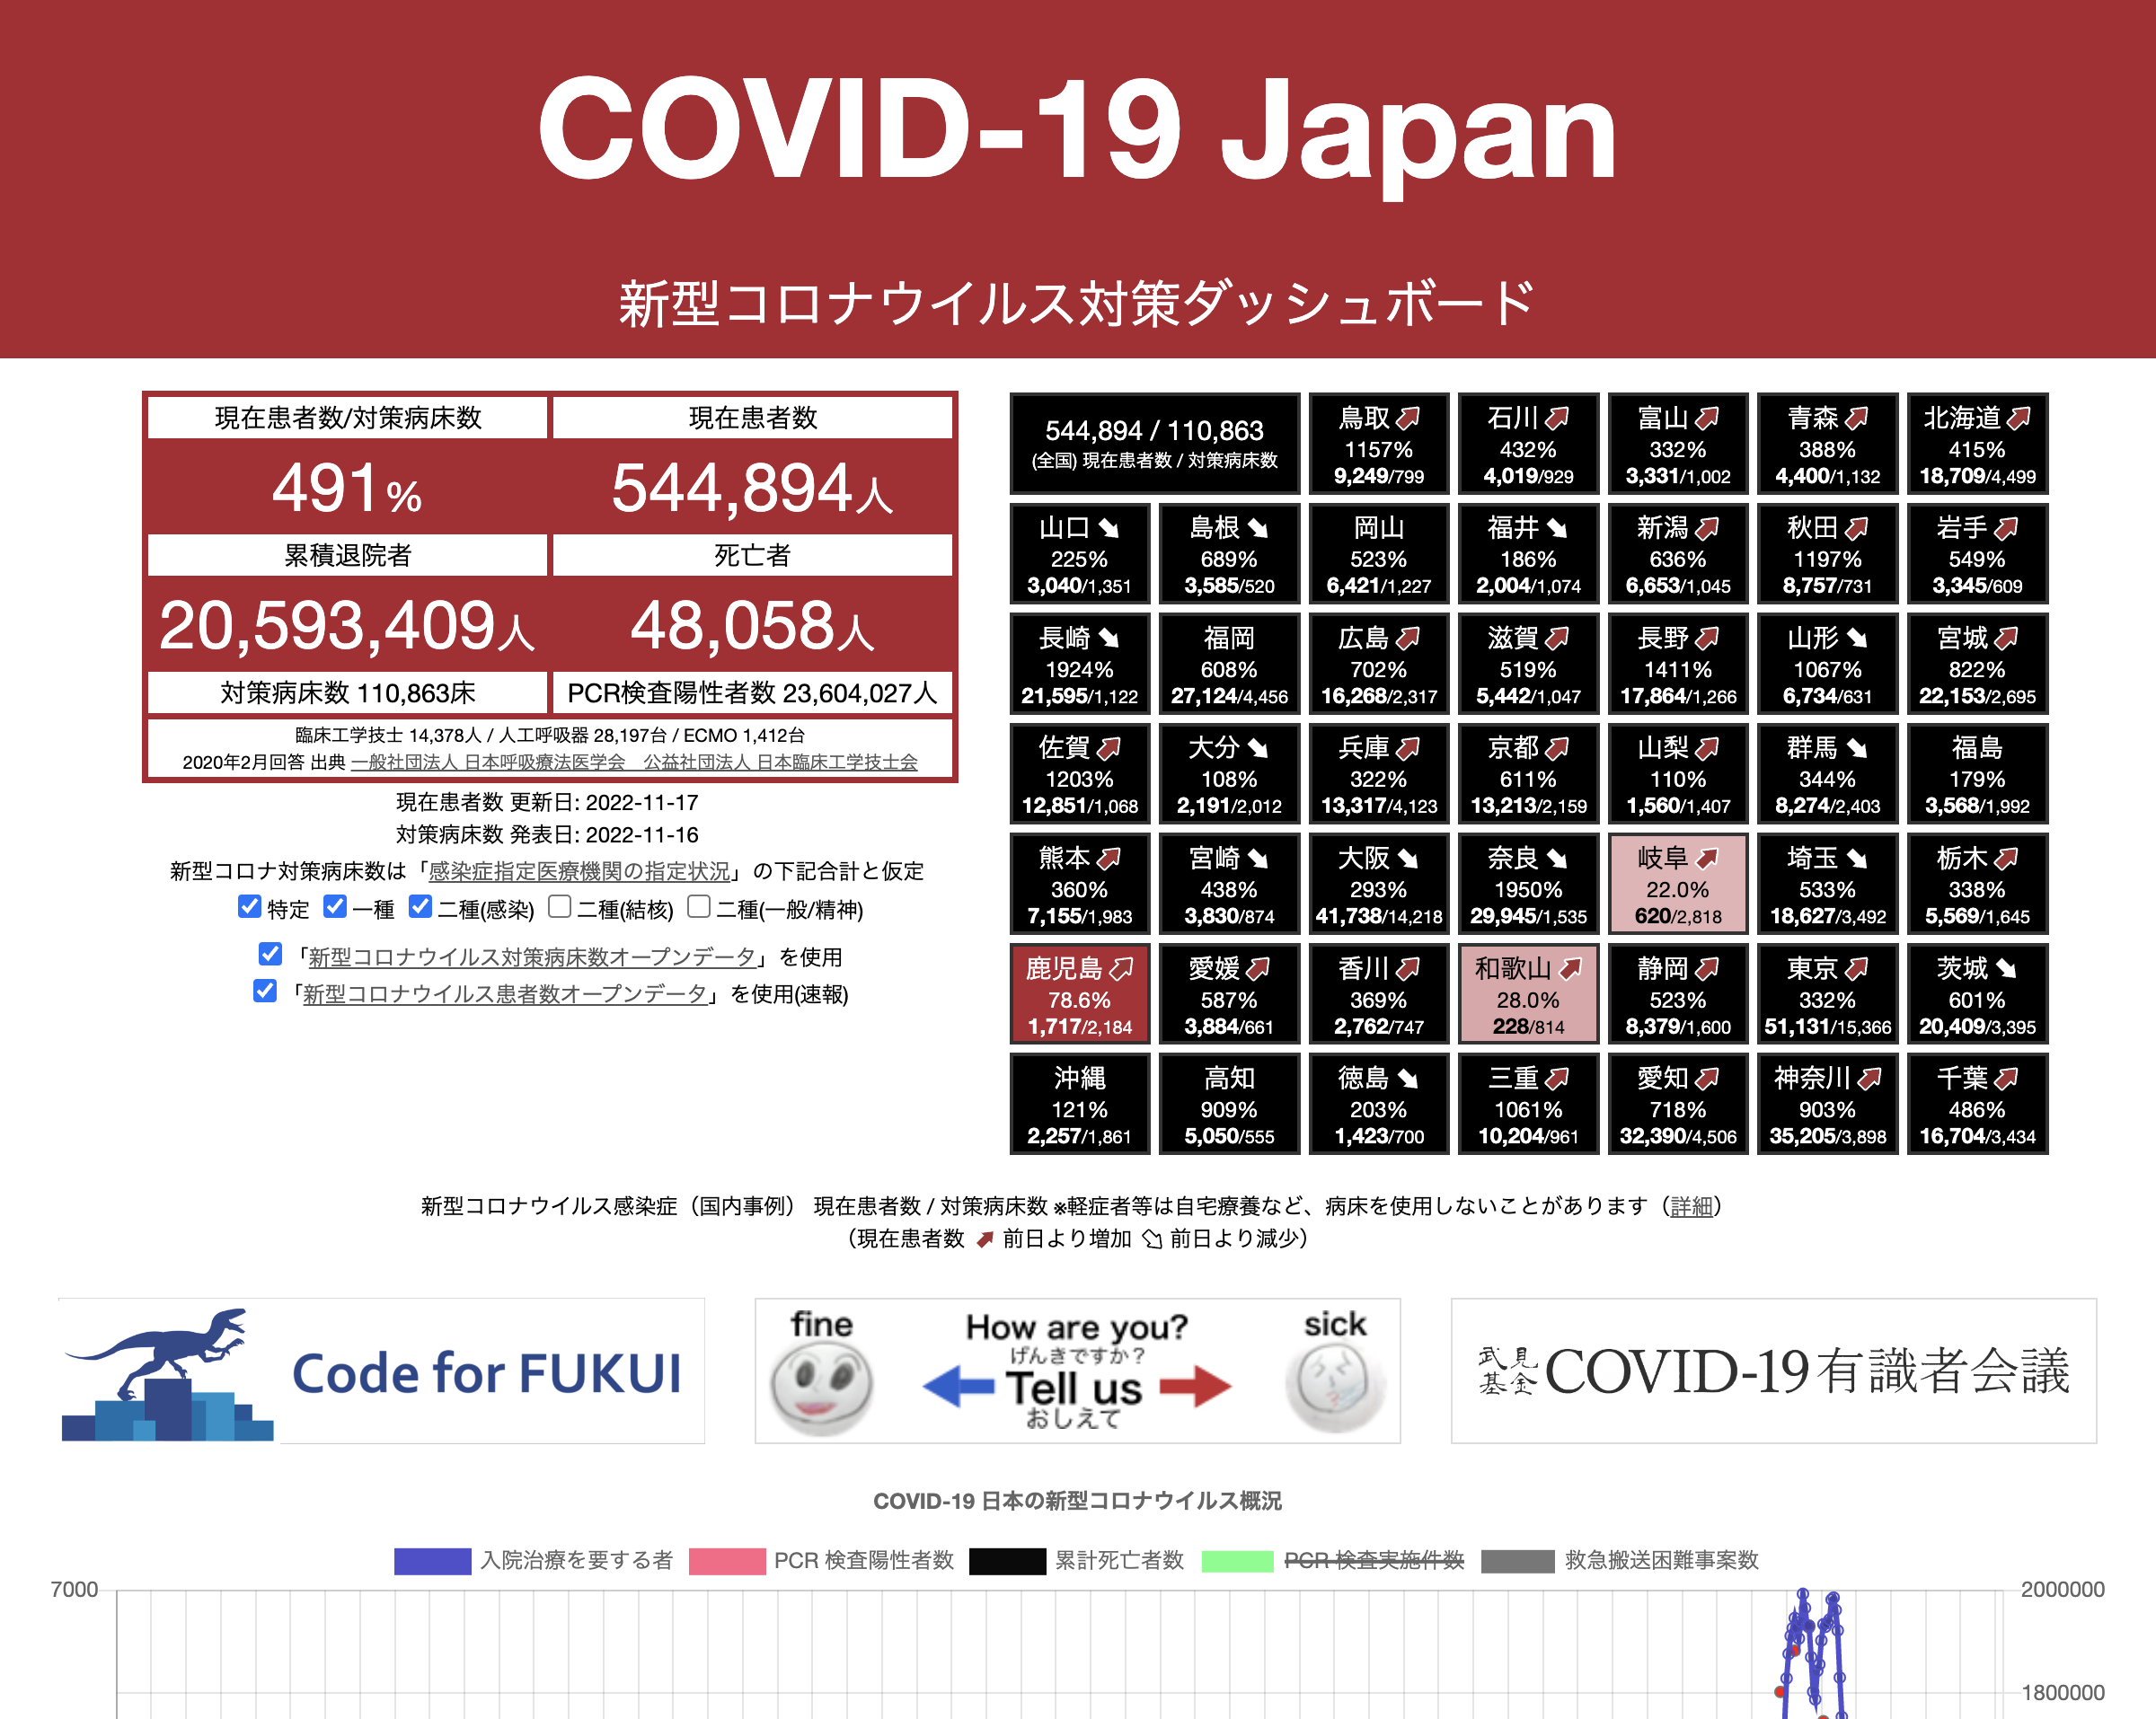 COVID-19 Japan
新型コロナウイルス対策ダッシュボード
現在患者数/対策病床数
現在患者数
491%
544,894人
累積退院者
死亡者
20,593,409人
48,058人
対策病床数 110,863床
PCR検査陽性者数 23,604,027人
臨床工学技士 14,378人 / 人工呼吸器 28,197台 / ECMO 1,412台
2020年2月回答 出典 一般社団法人 日本呼吸療法医学会　公益社団法人 日本臨床工学技士会
現在患者数 更新日: 2022-11-17
対策病床数 発表日: 2022-11-16
新型コロナ対策病床数は「感染症指定医療機関の指定状況」の下記合計と仮定
特定 一種 二種(感染) 二種(結核) 二種(一般/精神)
「新型コロナウイルス対策病床数オープンデータ」を使用
「新型コロナウイルス患者数オープンデータ」を使用(速報)
544,894 / 110,863
(全国) 現在患者数 / 対策病床数
鳥取
1157%
9,249/799
石川
432%
4,019/929
富山
332%
3,331/1,002
青森
388%
4,400/1,132
北海道
415%
18,709/4,499
山口
225%
3,040/1,351
島根
689%
3,585/520
岡山
523%
6,421/1,227
福井
186%
2,004/1,074
新潟
636%
6,653/1,045
秋田
1197%
8,757/731
岩手
549%
3,345/609
長崎
1924%
21,595/1,122
福岡
608%
27,124/4,456
広島
702%
16,268/2,317
滋賀
519%
5,442/1,047
長野
1411%
17,864/1,266
山形
1067%
6,734/631
宮城
822%
22,153/2,695
佐賀
1203%
12,851/1,068
大分
108%
2,191/2,012
兵庫
322%
13,317/4,123
京都
611%
13,213/2,159
山梨
110%
1,560/1,407
群馬
344%
8,274/2,403
福島
179%
3,568/1,992
熊本
360%
7,155/1,983
宮崎
438%
3,830/874
大阪
293%
41,738/14,218
奈良
1950%
29,945/1,535
岐阜
22.0%
620/2,818
埼玉
533%
18,627/3,492
栃木
338%
5,569/1,645
鹿児島
78.6%
1,717/2,184
愛媛
587%
3,884/661
香川
369%
2,762/747
和歌山
28.0%
228/814
静岡
523%
8,379/1,600
東京
332%
51,131/15,366
茨城
601%
20,409/3,395
沖縄
121%
2,257/1,861
高知
909%
5,050/555
徳島
203%
1,423/700
三重
1061%
10,204/961
愛知
718%
32,390/4,506
神奈川
903%
35,205/3,898
千葉
486%
16,704/3,434
新型コロナウイルス感染症（国内事例） 現在患者数 / 対策病床数 ※軽症者等は自宅療養など、病床を使用しないことがあります（詳細）
（現在患者数 前日より増加 前日より減少）
Code for FUKUI
fine
How are you?
げんきですか？
Tell us
おしえて
sick
武見基金 COVID-19有識者会議
COVID-19 日本の新型コロナウイルス概況
入院治療を要する者 PCR 検査陽性者数 累計死亡者数 PCR 検査実施件数 救急搬送困難事案数
7000
2000000
1800000